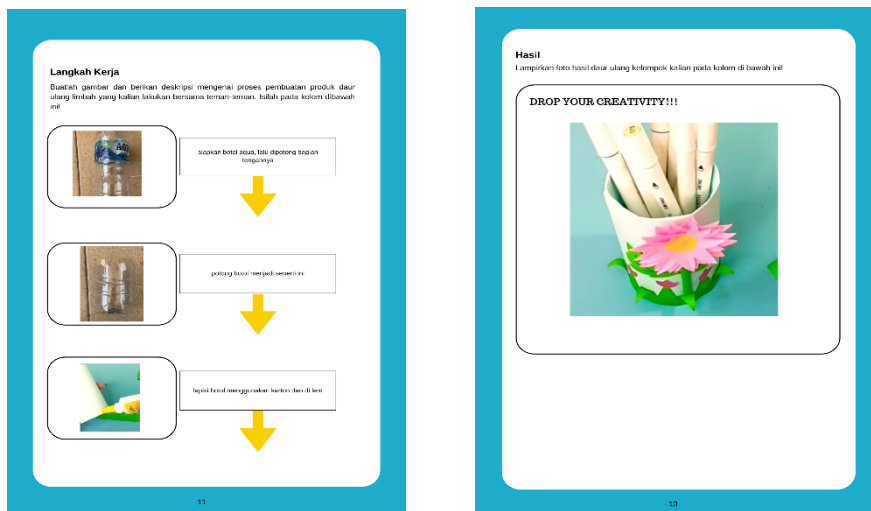 Langkah Kerja
Buatlah gambar dan berikan deskripsi mengenai proses pembuatan produk daur
ulang limbah yang kalian lakukan bersama teman-teman. Isilah pada kolom dibawah
ini!
siapkan botol aqua, lalu dipotong bagian
tengahnya
potong botol menjadi seperti ini
lapisi botol menggunakan karton dan di lem
11
Hasil
Lampirkan foto hasil daur ulang kelompok kalian pada kolom di bawah ini!
DROP YOUR CREATIVITY!!!
13